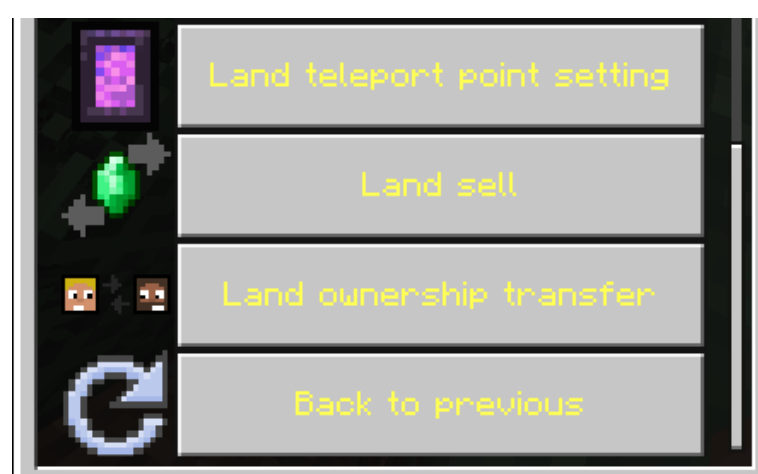 Land teleport point setting
Land sell
Land ownership transfer
Back to previous